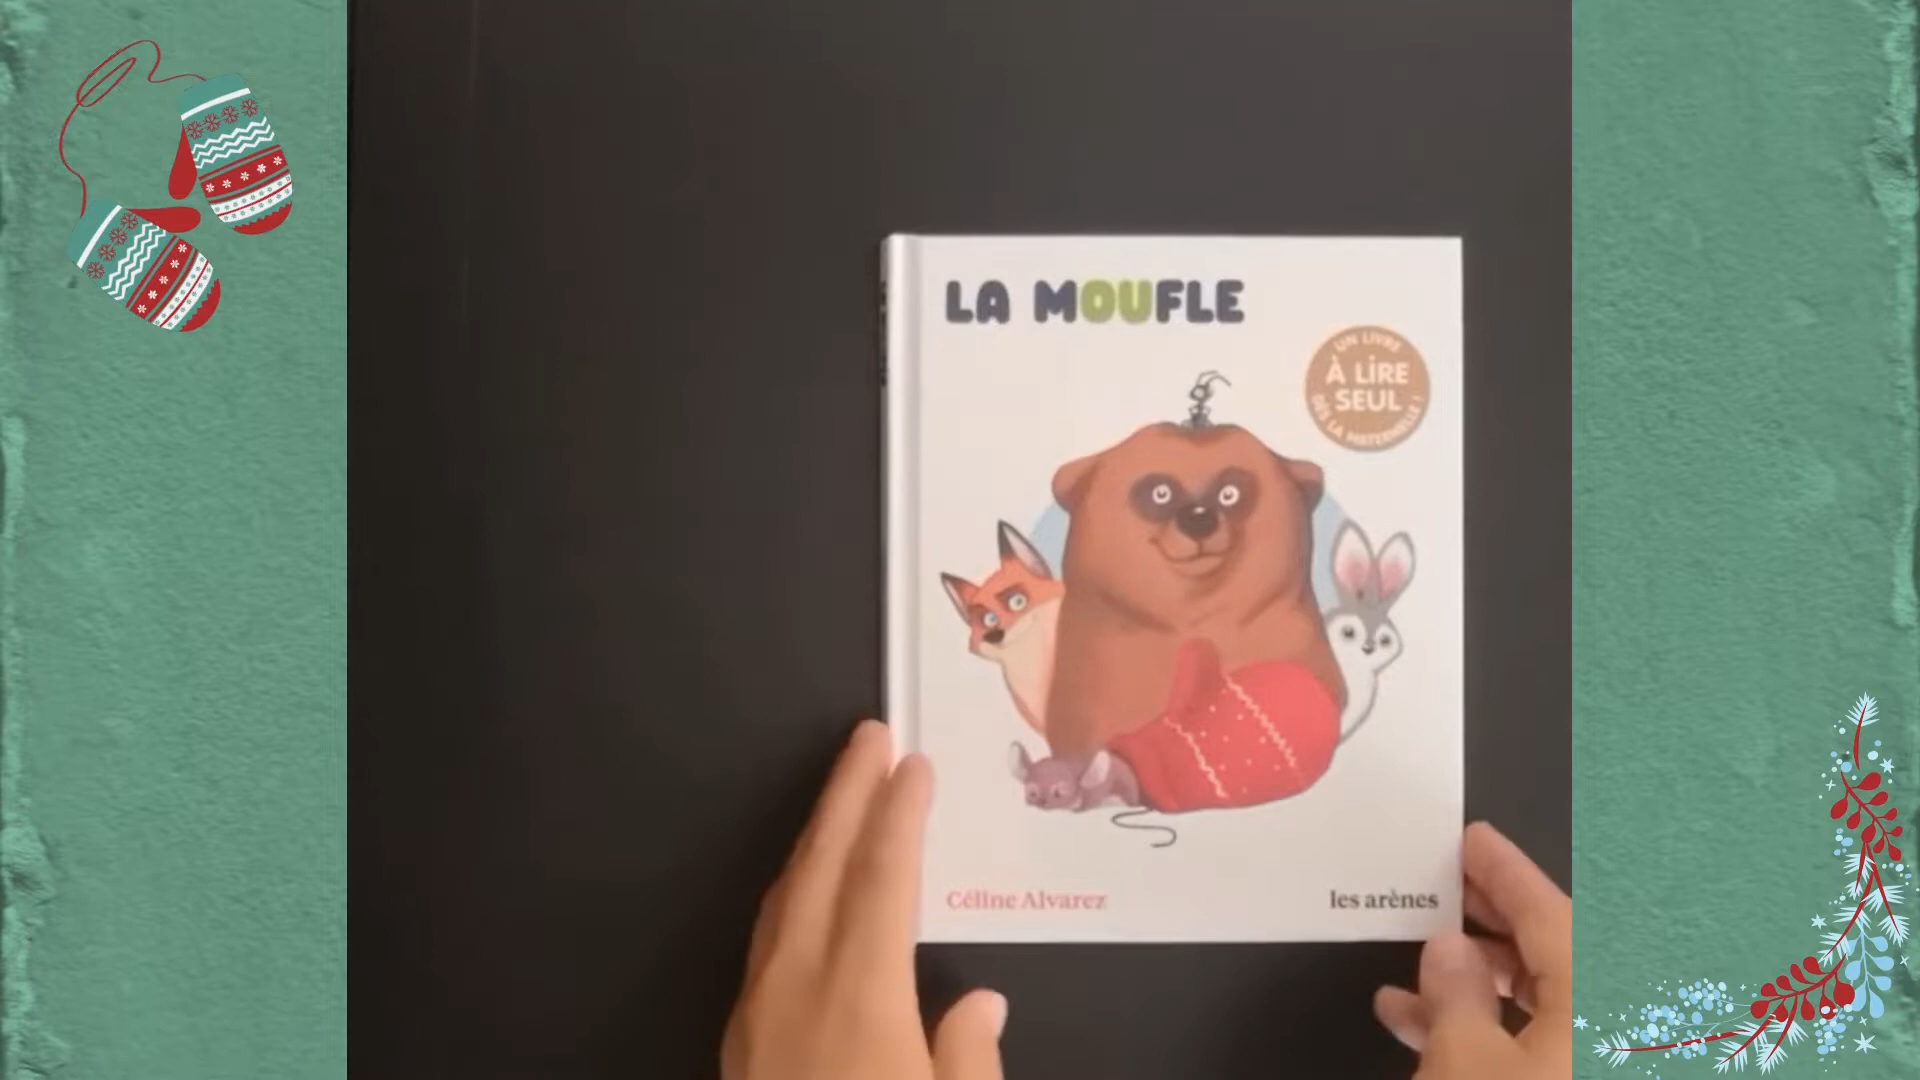 LA MOUFLE
UN LIVRE
À LIRE
SEUL
DÈS LA MATERNELLE !
Céline Alvarez
les arènes